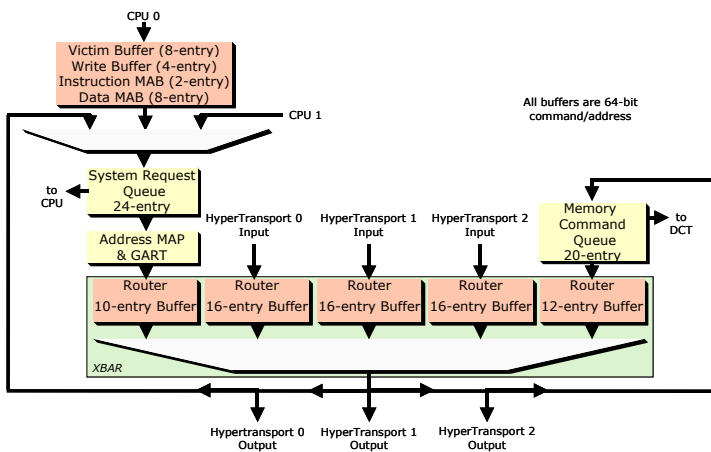 CPU 0
Victim Buffer (8-entry)
Write Buffer (4-entry)
Instruction MAB (2-entry)
Data MAB (8-entry)
CPU 1
All buffers are 64-bit
command/address
System Request
Queue
24-entry
to
CPU
Address MAP
& GART
HyperTransport 0
Input
HyperTransport 1
Input
HyperTransport 2
Input
Memory
Command
Queue
20-entry
to
DCT
Router
10-entry Buffer
Router
16-entry Buffer
Router
16-entry Buffer
Router
16-entry Buffer
Router
12-entry Buffer
XBAR
Hypertransport 0
Output
HyperTransport 1
Output
HyperTransport 2
Output